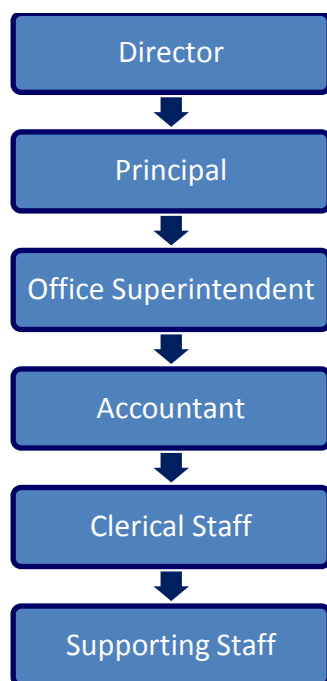 Director
Principal
Office Superintendent
Accountant
Clerical Staff
Supporting Staff